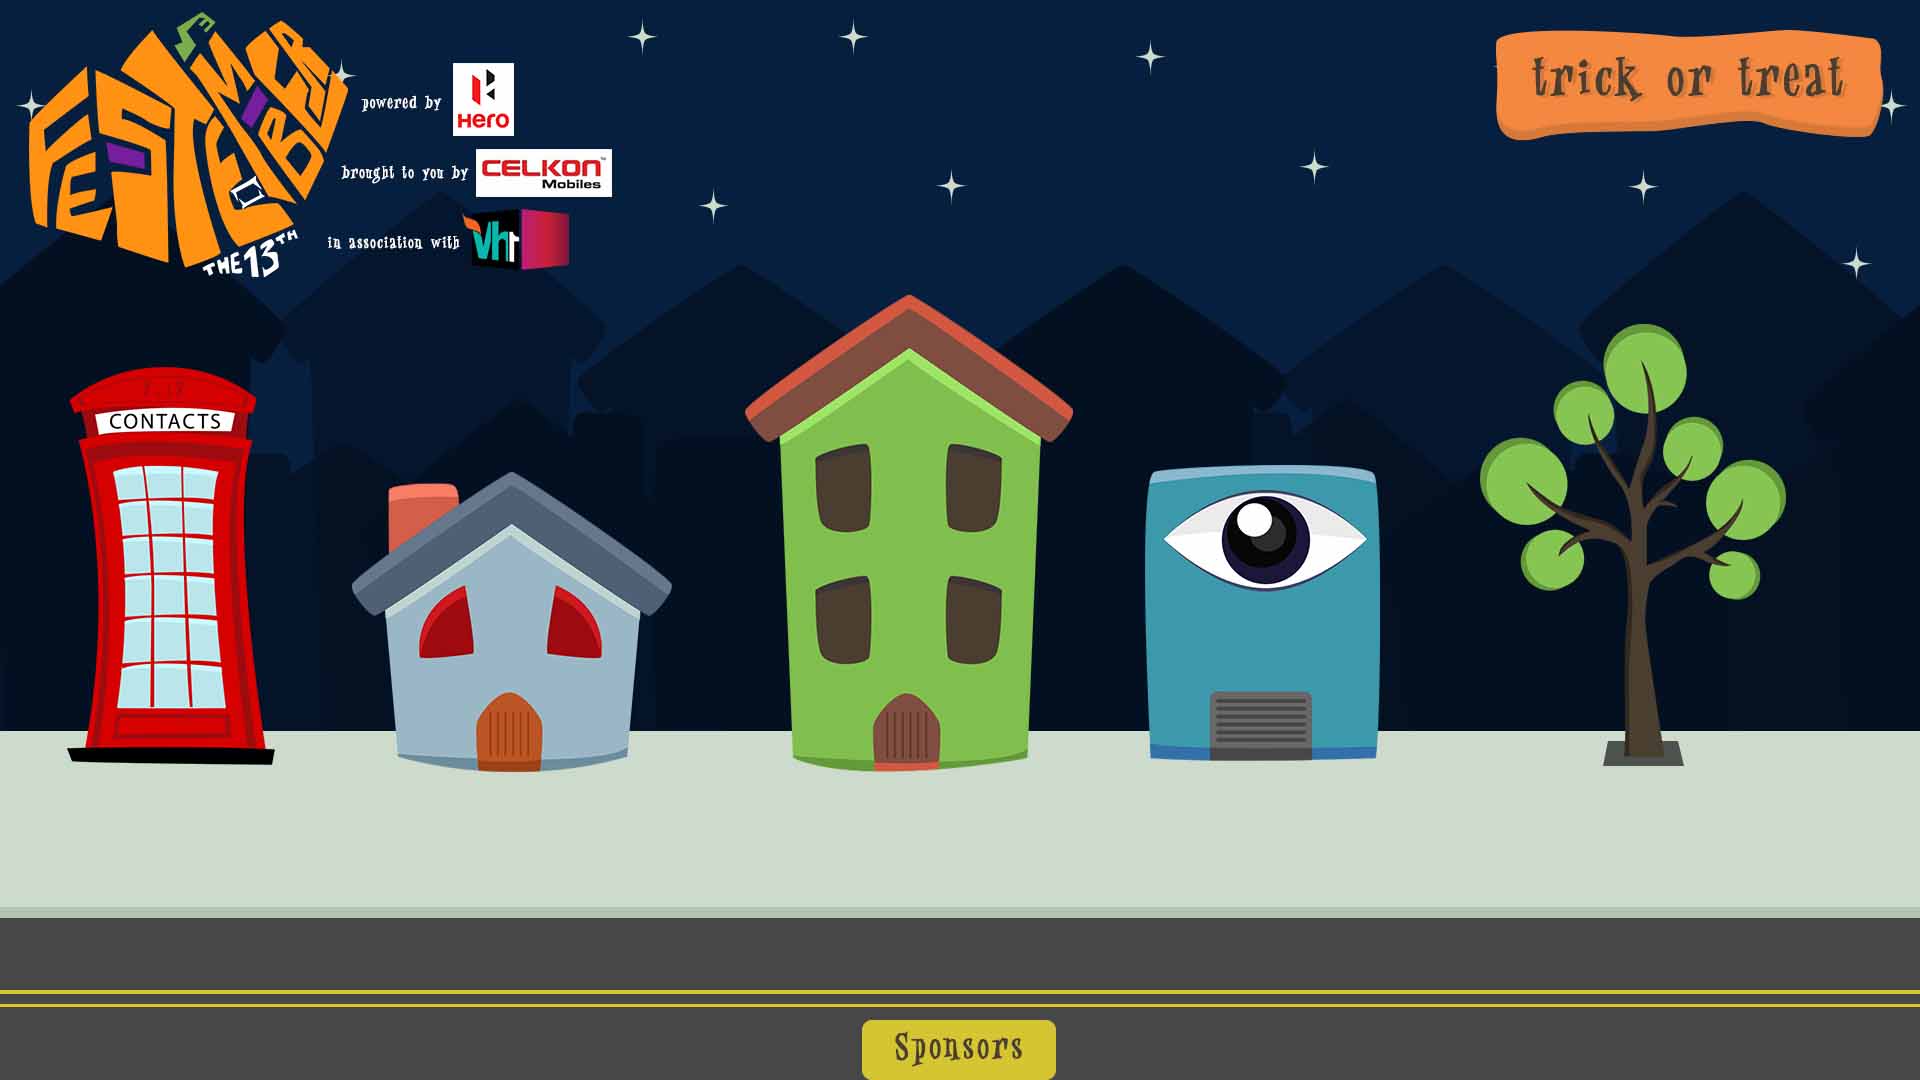 FESTEMBER
THE 13TH
powered by
Hero
brought to you by
CELKON
Mobiles
in association with
Vh1
trick or treat
CONTACTS
Sponsors